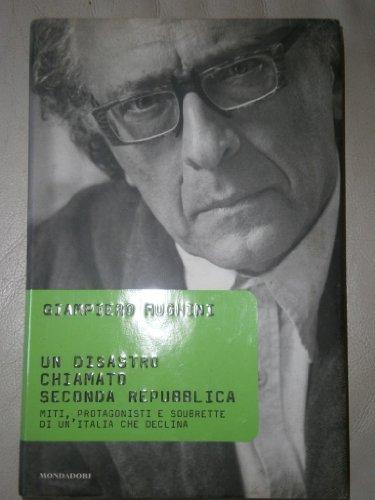 GIAMPIERO MUGHINI
UN DISASTRO
CHIAMATO
SECONDA REPUBBLICA
MITI, PROTAGONISTI E SOUBRETTE
DI UN'ITALIA CHE DECLINA
MONDADORI